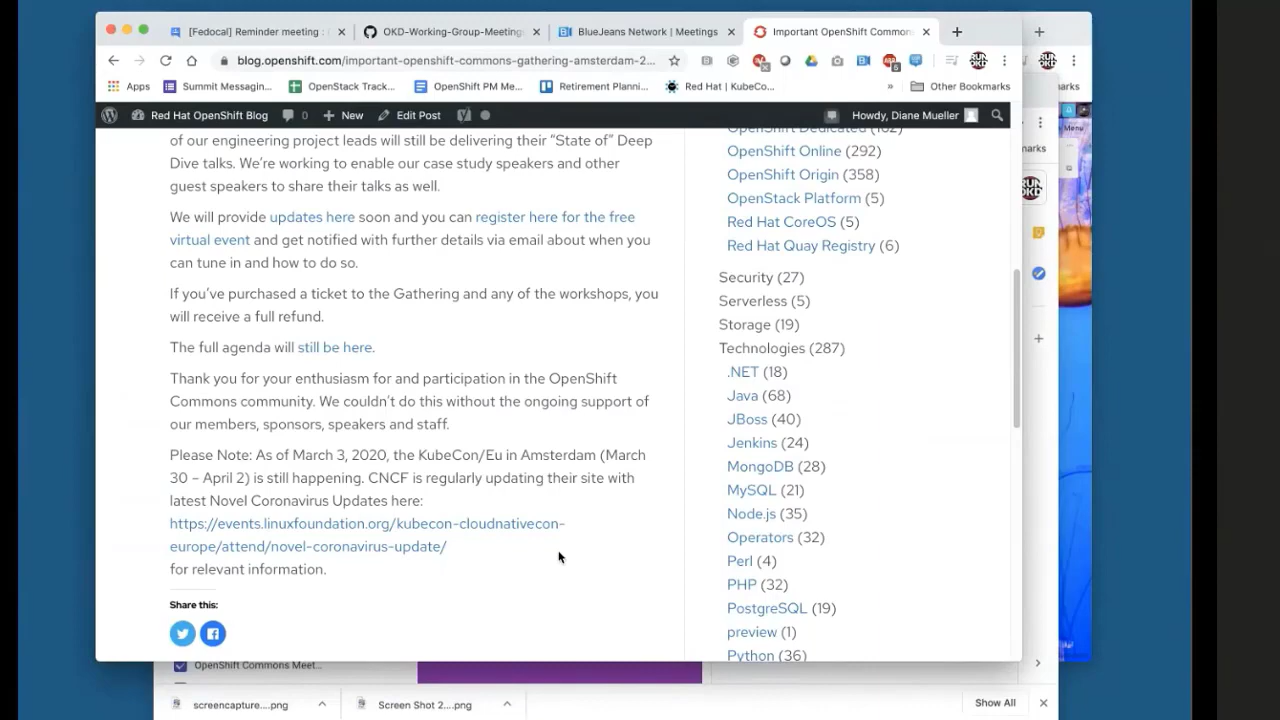 [Fedocal] Reminder meeting :
OKD-Working-Group-Meeting
BlueJeans Network | Meetings
Important OpenShift Common
blog.openshift.com/important-openshift-commons-gathering-amsterdam-2...
6
Apps
Summit Messagin...
OpenStack Track...
OpenShift PM Me...
Retirement Planni...
Red Hat | KubeCo...
»
Other Bookmarks
Red Hat OpenShift Blog
0
New
Edit Post
Howdy, Diane Mueller
Menu
marks
of our engineering project leads will still be delivering their “State of” Deep
Dive talks. We’re working to enable our case study speakers and other
guest speakers to share their talks as well.
We will provide updates here soon and you can register here for the free
virtual event and get notified with further details via email about when you
can tune in and how to do so.
If you’ve purchased a ticket to the Gathering and any of the workshops, you
will receive a full refund.
The full agenda will still be here.
Thank you for your enthusiasm for and participation in the OpenShift
Commons community. We couldn’t do this without the ongoing support of
our members, sponsors, speakers and staff.
Please Note: As of March 3, 2020, the KubeCon/Eu in Amsterdam (March
30 – April 2) is still happening. CNCF is regularly updating their site with
latest Novel Coronavirus Updates here:
https://events.linuxfoundation.org/kubecon-cloudnativecon-
europe/attend/novel-coronavirus-update/
for relevant information.
Share this:
OpenShift Dedicated (162)
OpenShift Online (292)
OpenShift Origin (358)
OpenStack Platform (5)
Red Hat CoreOS (5)
Red Hat Quay Registry (6)
Security (27)
Serverless (5)
Storage (19)
Technologies (287)
.NET (18)
Java (68)
JBoss (40)
Jenkins (24)
MongoDB (28)
MySQL (21)
Node.js (35)
Operators (32)
Perl (4)
PHP (32)
PostgreSQL (19)
preview (1)
Python (36)
OpenShift Commons Meet...
screencapture....png
Screen Shot 2....png
Show All